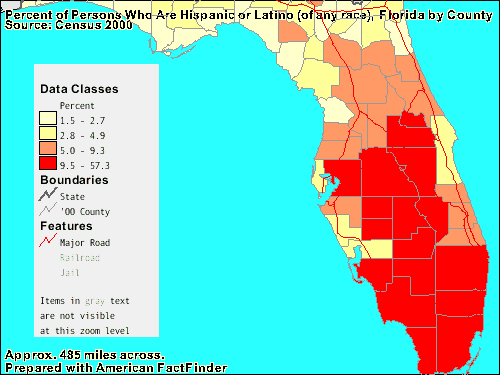 Percent of Persons Who Are Hispanic or Latino (of any race), Florida by County
Source: Census 2000
Data Classes
Percent
1.5 - 2.7
2.8 - 4.9
5.0 - 9.3
9.5 - 57.3
Boundaries
State
'00 County
Features
Major Road
Railroad
Jail
Items in gray text
are not visible
at this zoom level
Approx. 485 miles across.
Prepared with American FactFinder